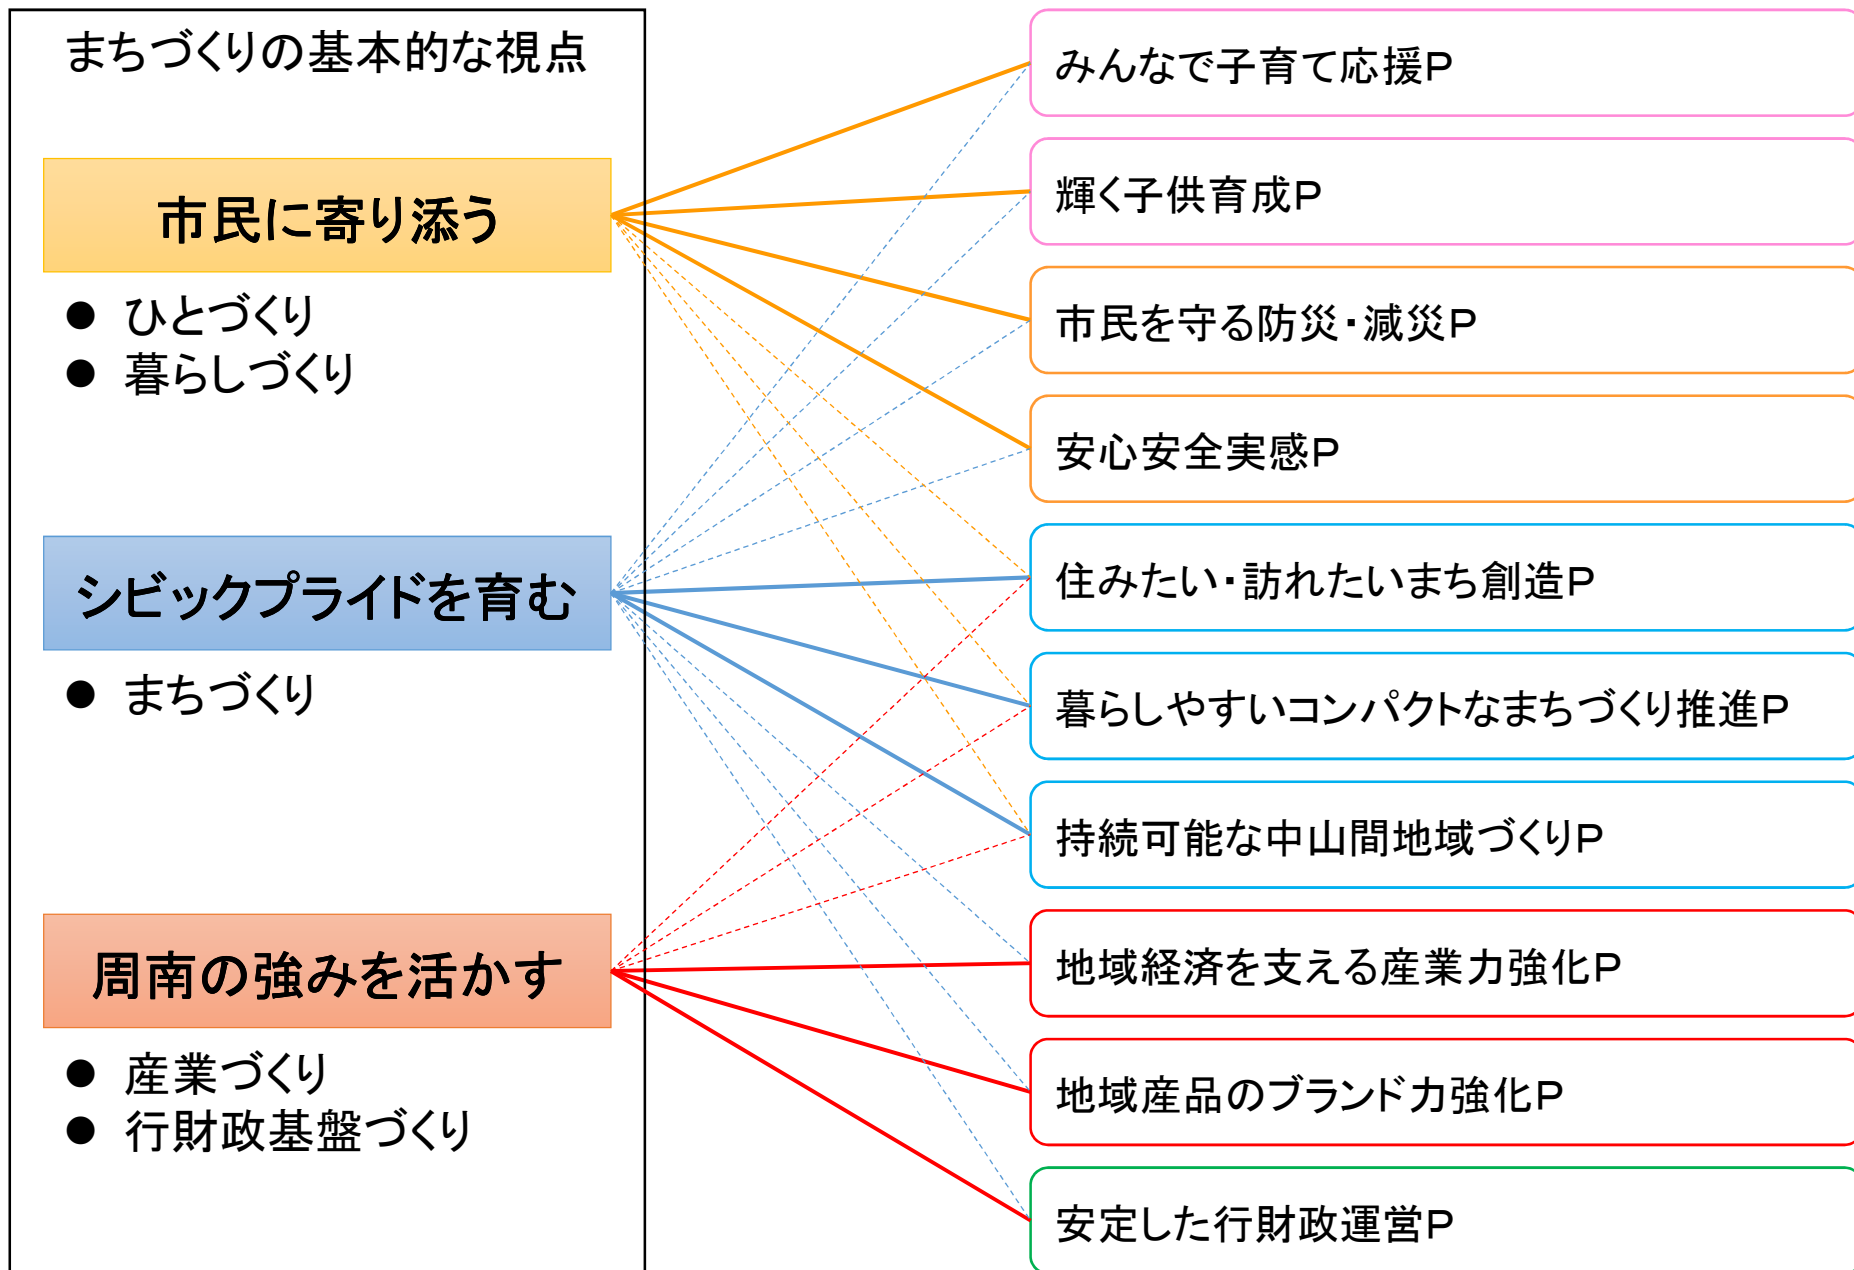 まちづくりの基本的な視点
市民に寄り添う
● ひとづくり
● 暮らしづくり
シビックプライドを育む
● まちづくり
周南の強みを活かす
● 産業づくり
● 行財政基盤づくり
みんなで子育て応援P
輝く子供育成P
市民を守る防災・減災P
安心安全実感P
住みたい・訪れたいまち創造P
暮らしやすいコンパクトなまちづくり推進P
持続可能な中山間地域づくりP
地域経済を支える産業力強化P
地域産品のブランド力強化P
安定した行財政運営P